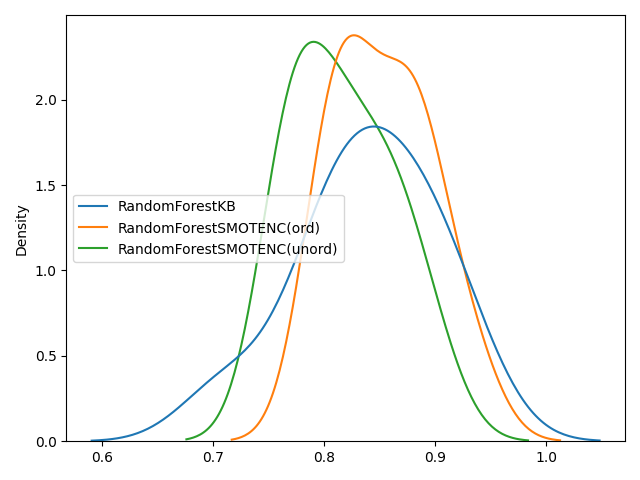 Density
2.0
1.5
1.0
0.5
0.0
RandomForestKB
RandomForestSMOTENC(ord)
RandomForestSMOTENC(unord)
0.6 0.7 0.8 0.9 1.0